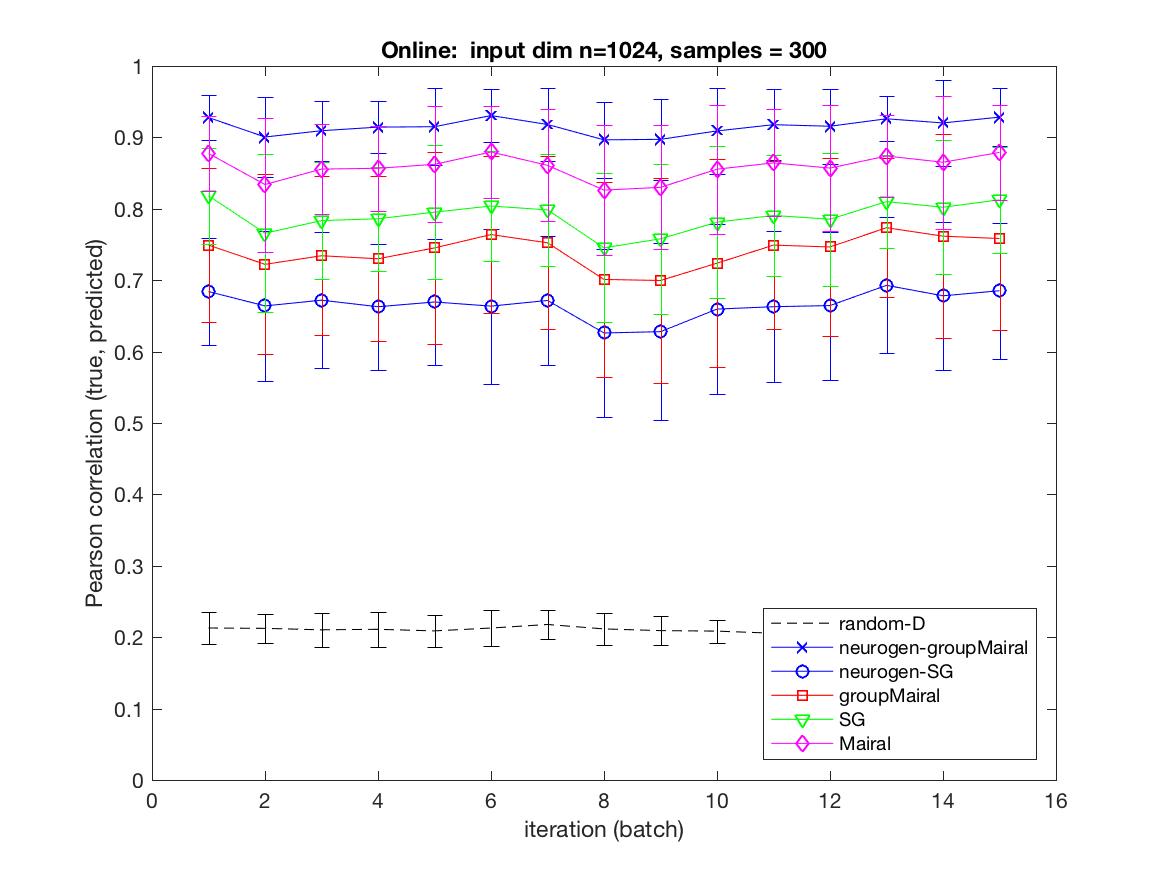 Online:  input dim n=1024, samples = 300
Pearson correlation (true, predicted)
1
0.9
0.8
0.7
0.6
0.5
0.4
0.3
0.2
0.1
0
0 2 4 6 8 10 12 14 16
iteration (batch)
random-D
neurogen-groupMairal
neurogen-SG
groupMairal
SG
Mairal